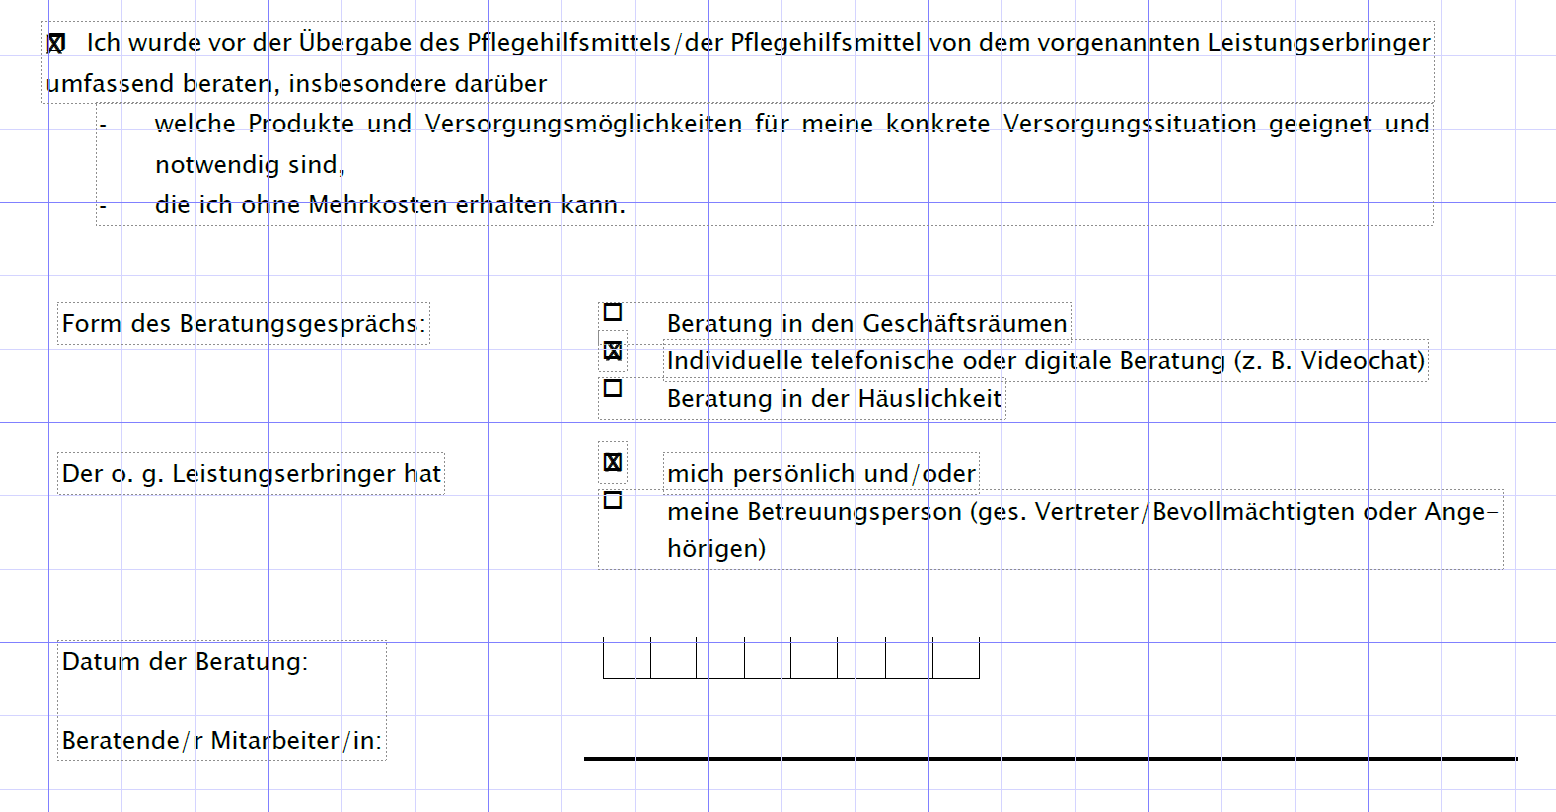 ☒ Ich wurde vor der Übergabe des Pflegehilfsmittels/der Pflegehilfsmittel von dem vorgenannten Leistungserbringer
umfassend beraten, insbesondere darüber
- welche Produkte und Versorgungsmöglichkeiten für meine konkrete Versorgungssituation geeignet und
notwendig sind,
- die ich ohne Mehrkosten erhalten kann.
Form des Beratungsgesprächs: ☐ Beratung in den Geschäftsräumen
☒ Individuelle telefonische oder digitale Beratung (z. B. Videochat)
☐ Beratung in der Häuslichkeit
Der o. g. Leistungserbringer hat ☒ mich persönlich und/oder
☐ meine Betreuungsperson (ges. Vertreter/Bevollmächtigten oder Ange-
hörigen)
Datum der Beratung:
Beratende/r Mitarbeiter/in: